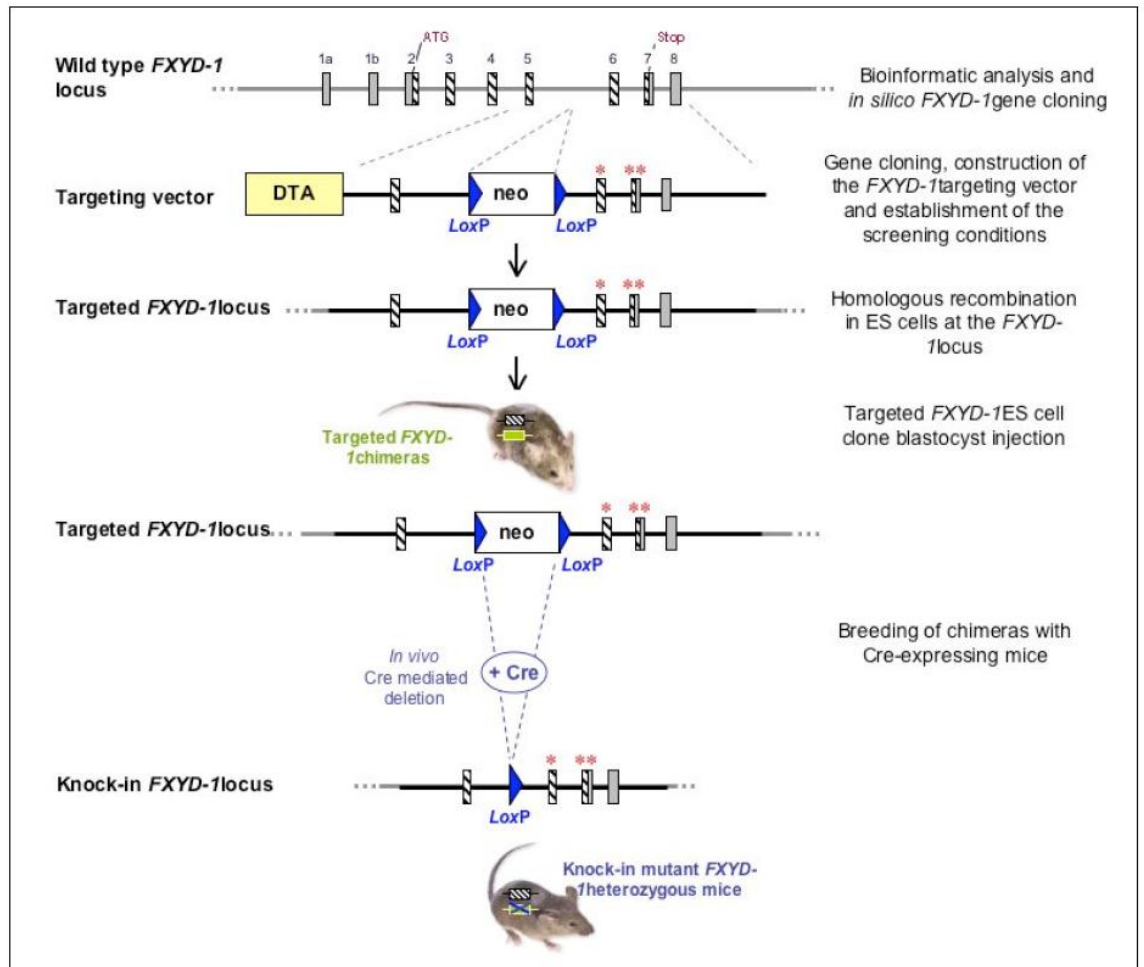 Wild type FXYD-1
locus
1a
1b
2
ATG
3
4
5
6
7
Stop
8
Bioinformatic analysis and
in silico FXYD-1gene cloning
Targeting vector
DTA
neo
LoxP
LoxP
*
**
Gene cloning, construction of
the FXYD-1targeting vector
and establishment of the
screening conditions
Targeted FXYD-1locus
neo
LoxP
LoxP
*
**
Homologous recombination
in ES cells at the FXYD-
1locus
Targeted FXYD-
1chimeras
Targeted FXYD-1ES cell
clone blastocyst injection
Targeted FXYD-1locus
neo
LoxP
LoxP
*
**
In vivo
Cre mediated
deletion
+ Cre
Breeding of chimeras with
Cre-expressing mice
Knock-in FXYD-1locus
LoxP
*
**
Knock-in mutant FXYD-
1heterozygous mice